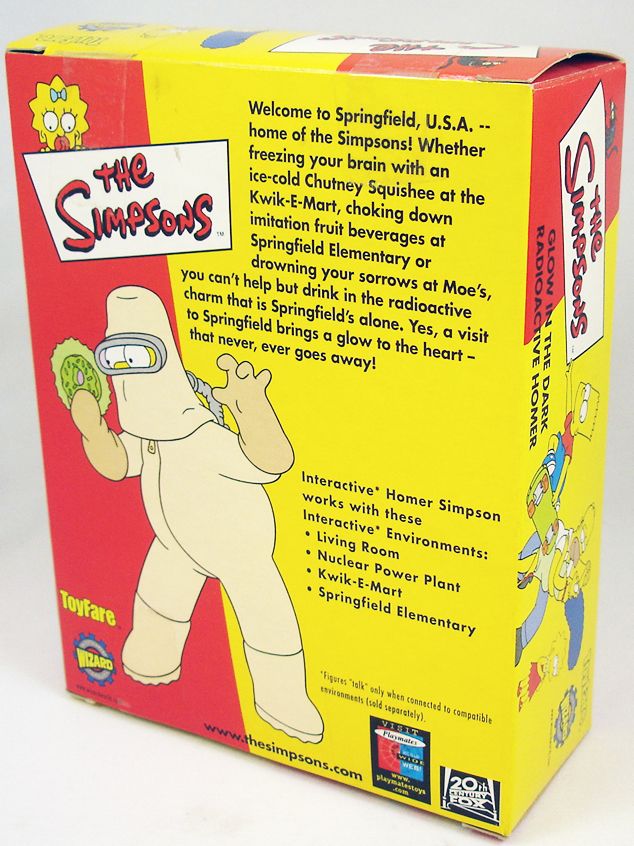 THE
SIMPSONS
TM
Welcome to Springfield, U.S.A. --
home of the Simpsons! Whether
freezing your brain with an
ice-cold Chutney Squishee at the
Kwik-E-Mart, choking down
imitation fruit beverages at
Springfield Elementary or
drowning your sorrows at Moe's,
you can't help but drink in the radioactive
charm that is Springfield's alone. Yes, a visit
to Springfield brings a glow to the heart –
that never, ever goes away!
Interactive* Homer Simpson
works with these
Interactive* Environments:
• Living Room
• Nuclear Power Plant
• Kwik-E-Mart
• Springfield Elementary
ToyFare
WIZARD
*Figures "talk" only when connected to compatible
environments (sold separately).
www.thesimpsons.com
VISIT
Playmates
WIDE
WEB!
www.
playmatestoys
.com
20th
CENTURY
FOX
THE
SIMPSONS
GLOW IN THE DARK
RADIOACTIVE HOMER